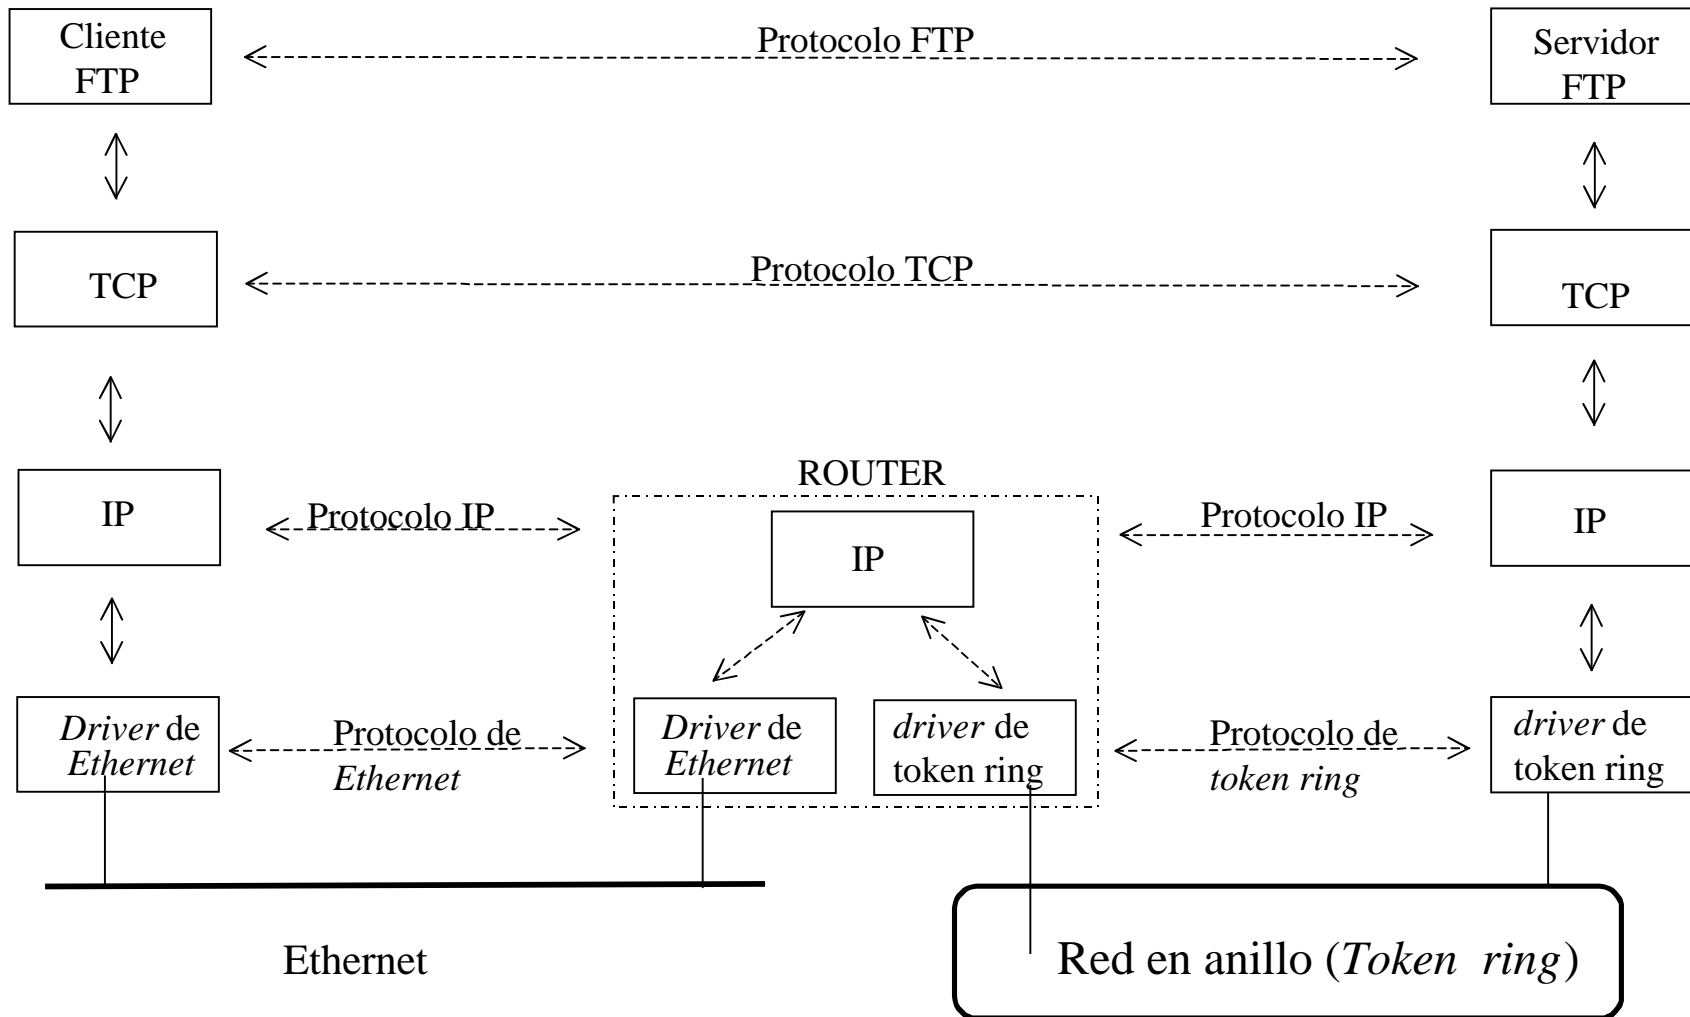 Cliente
FTP
Protocolo FTP
Servidor
FTP
TCP
Protocolo TCP
TCP
ROUTER
IP
Protocolo IP
IP
Protocolo IP
IP
Driver de
Ethernet
Protocolo de
Ethernet
Driver de
Ethernet
driver de
token ring
Protocolo de
token ring
driver de
token ring
Ethernet
Red en anillo (Token ring)